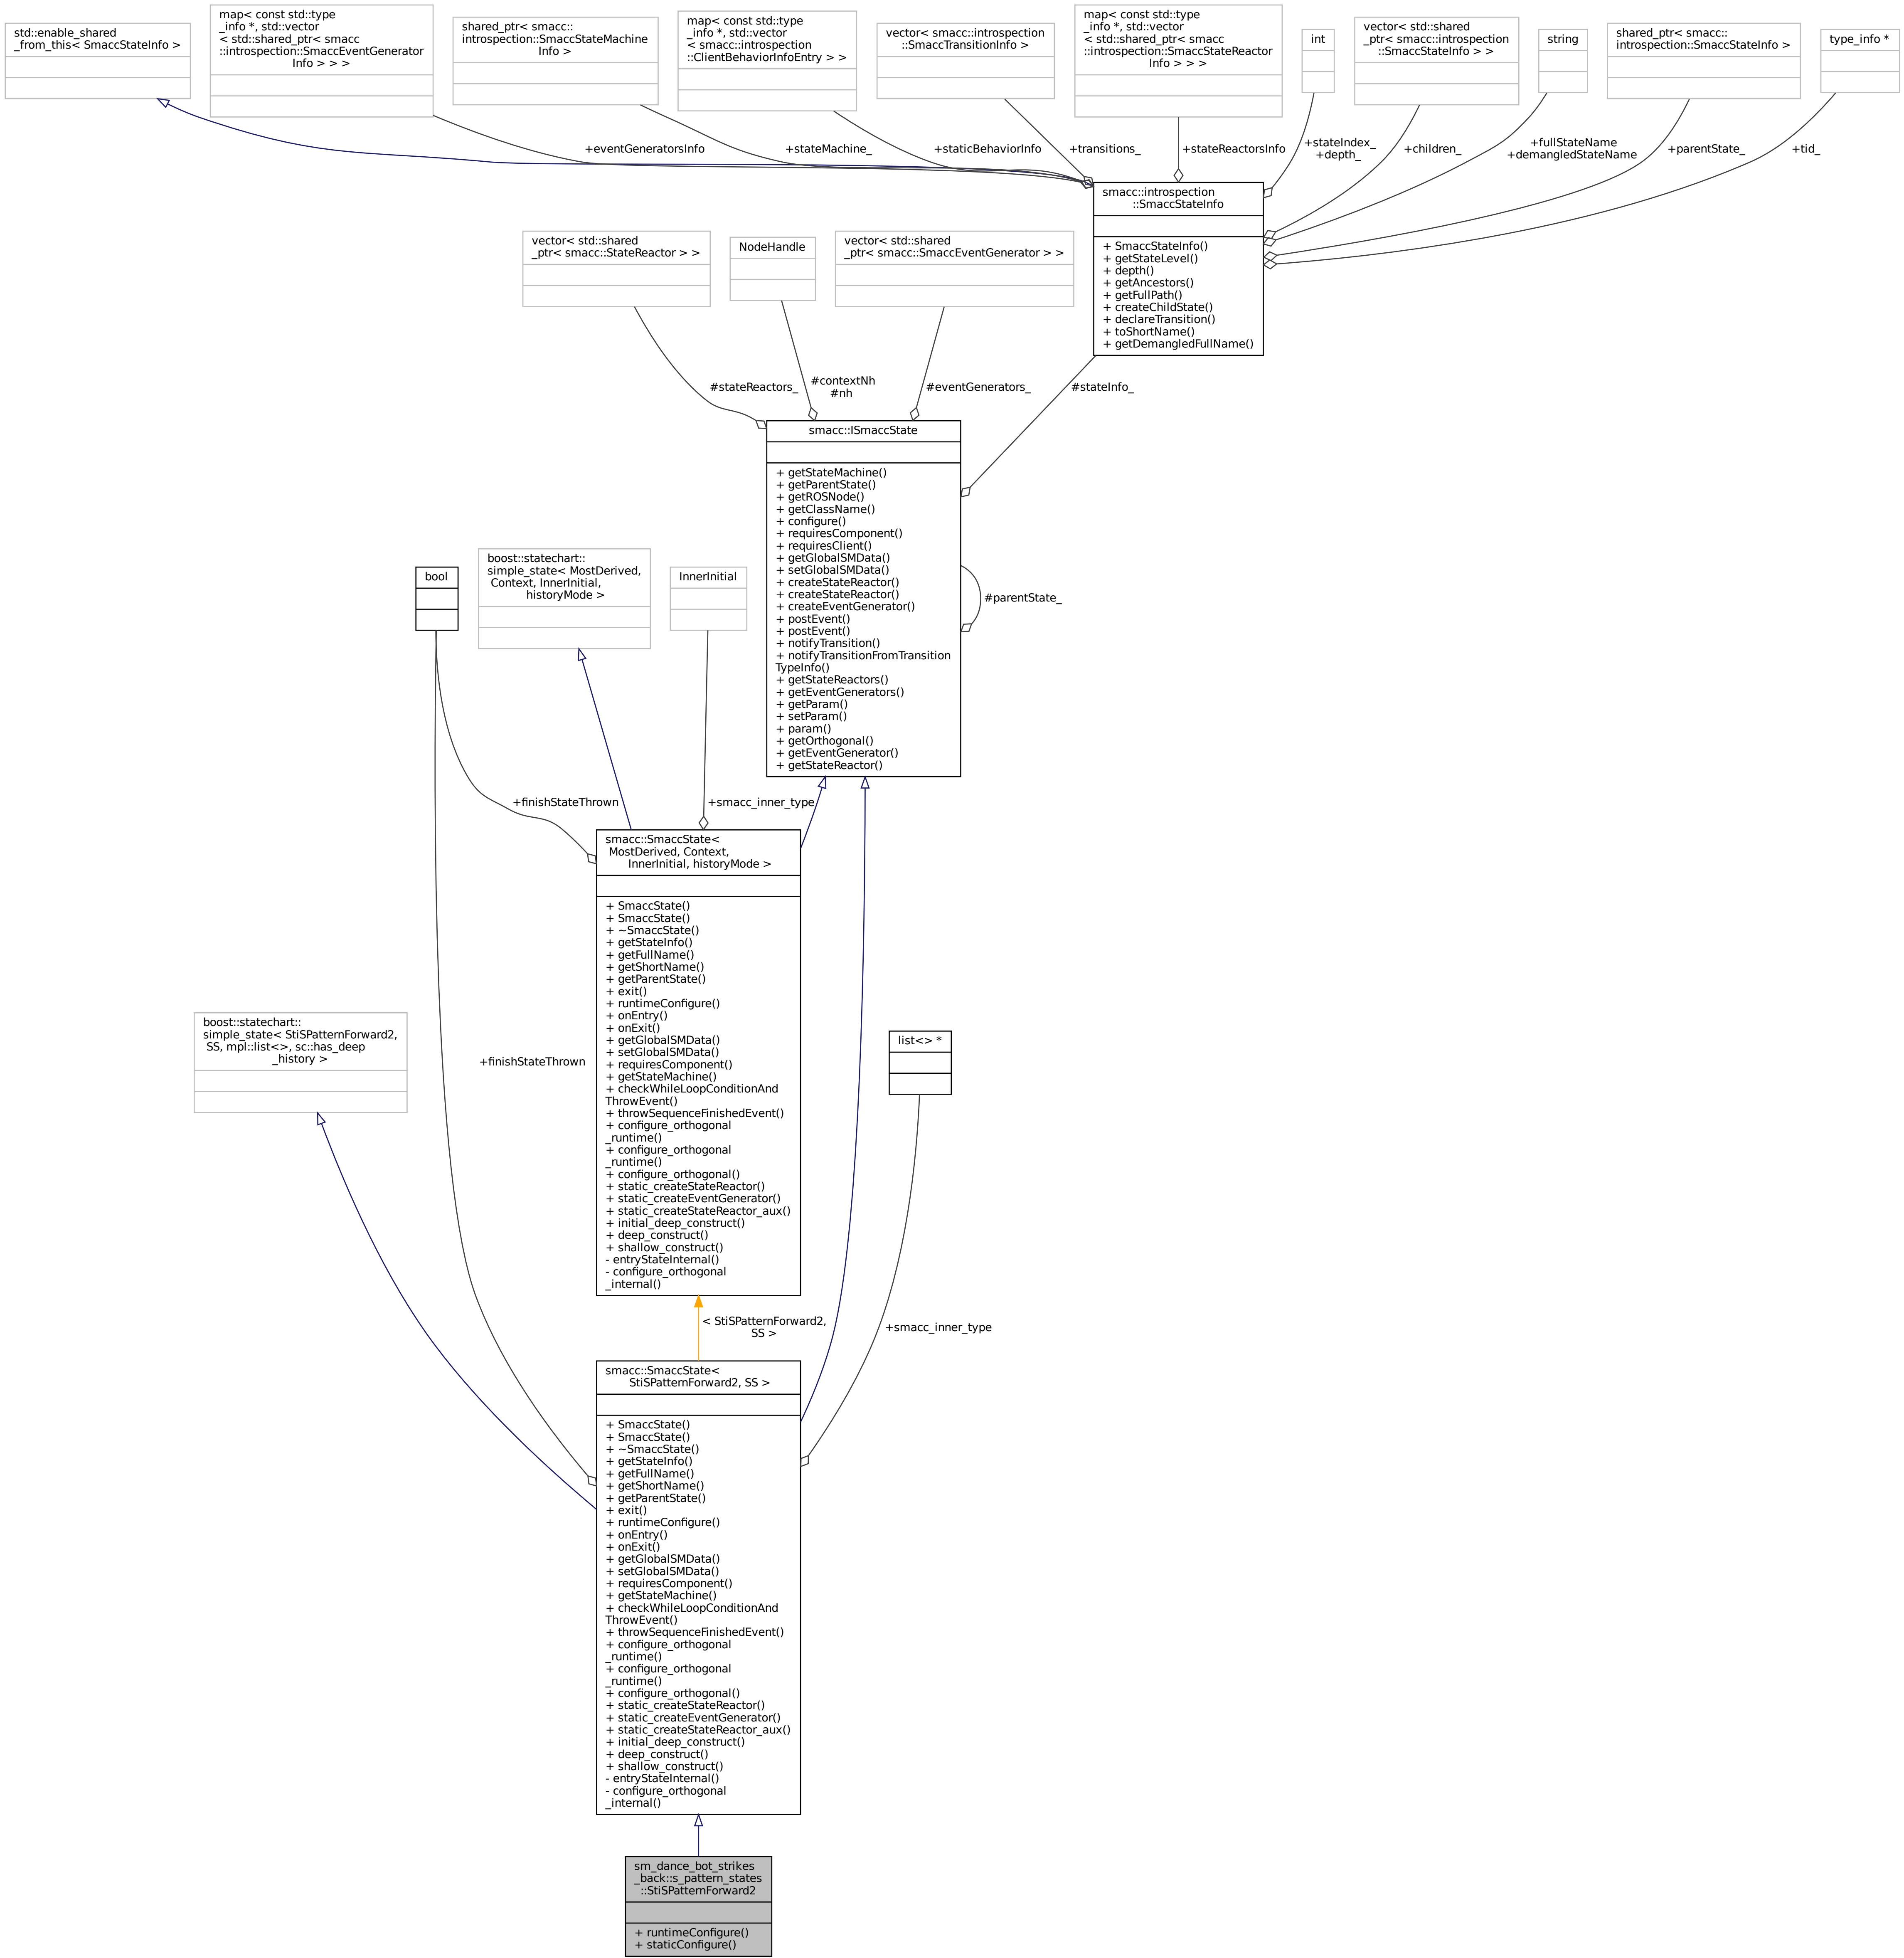 std::enable_shared
_from_this< SmaccStateInfo >
map< const std::type
_info *, std::vector
< std::shared_ptr< smacc
::introspection::SmaccEventGenerator
Info > > >
shared_ptr< smacc::
introspection::SmaccStateMachine
Info >
map< const std::type
_info *, std::vector
< smacc::introspection
::ClientBehaviorInfoEntry > >
vector< smacc::introspection
::SmaccTransitionInfo >
map< const std::type
_info *, std::vector
< std::shared_ptr< smacc
::introspection::SmaccStateReactor
Info > > >
int
vector< std::shared
_ptr< smacc::introspection
::SmaccStateInfo > >
string
shared_ptr< smacc::
introspection::SmaccStateInfo >
type_info *
+eventGeneratorsInfo
+stateMachine_
+staticBehaviorInfo
+transitions_
+stateReactorsInfo
+stateIndex_
+depth_
+children_
+fullStateName
+demangledStateName
+parentState_
+tid_
smacc::introspection
::SmaccStateInfo
+ SmaccStateInfo()
+ getStateLevel()
+ depth()
+ getAncestors()
+ getFullPath()
+ createChildState()
+ declareTransition()
+ toShortName()
+ getDemangledFullName()
vector< std::shared
_ptr< smacc::StateReactor > >
NodeHandle
vector< std::shared
_ptr< smacc::SmaccEventGenerator > >
#stateReactors_
#contextNh
#nh
#eventGenerators_
#stateInfo_
smacc::ISmaccState
+ getStateMachine()
+ getParentState()
+ getROSNode()
+ getClassName()
+ configure()
+ requiresComponent()
+ requiresClient()
+ getGlobalSMData()
+ setGlobalSMData()
+ createStateReactor()
+ createStateReactor()
+ createEventGenerator()
+ postEvent()
+ postEvent()
+ notifyTransition()
+ notifyTransitionFromTransition
TypeInfo()
+ getStateReactors()
+ getEventGenerators()
+ getParam()
+ setParam()
+ param()
+ getOrthogonal()
+ getEventGenerator()
+ getStateReactor()
#parentState_
bool
boost::statechart::
simple_state< MostDerived,
Context, InnerInitial,
historyMode >
InnerInitial
+finishStateThrown
+smacc_inner_type
smacc::SmaccState<
MostDerived, Context,
InnerInitial, historyMode >
+ SmaccState()
+ SmaccState()
+ ~SmaccState()
+ getStateInfo()
+ getFullName()
+ getShortName()
+ getParentState()
+ exit()
+ runtimeConfigure()
+ onEntry()
+ onExit()
+ getGlobalSMData()
+ setGlobalSMData()
+ requiresComponent()
+ getStateMachine()
+ checkWhileLoopConditionAnd
ThrowEvent()
+ throwSequenceFinishedEvent()
+ configure_orthogonal
_runtime()
+ configure_orthogonal
_runtime()
+ configure_orthogonal()
+ static_createStateReactor()
+ static_createEventGenerator()
+ static_createStateReactor_aux()
+ initial_deep_construct()
+ deep_construct()
+ shallow_construct()
- entryStateInternal()
- configure_orthogonal
_internal()
boost::statechart::
simple_state< StiSPatternForward2,
SS, mpl::list<>, sc::has_deep
_history >
+finishStateThrown
list<> *
< StiSPatternForward2,
SS >
+smacc_inner_type
smacc::SmaccState<
StiSPatternForward2, SS >
+ SmaccState()
+ SmaccState()
+ ~SmaccState()
+ getStateInfo()
+ getFullName()
+ getShortName()
+ getParentState()
+ exit()
+ runtimeConfigure()
+ onEntry()
+ onExit()
+ getGlobalSMData()
+ setGlobalSMData()
+ requiresComponent()
+ getStateMachine()
+ checkWhileLoopConditionAnd
ThrowEvent()
+ throwSequenceFinishedEvent()
+ configure_orthogonal
_runtime()
+ configure_orthogonal
_runtime()
+ configure_orthogonal()
+ static_createStateReactor()
+ static_createEventGenerator()
+ static_createStateReactor_aux()
+ initial_deep_construct()
+ deep_construct()
+ shallow_construct()
- entryStateInternal()
- configure_orthogonal
_internal()
sm_dance_bot_strikes
_back::s_pattern_states
::StiSPatternForward2
+ runtimeConfigure()
+ staticConfigure()